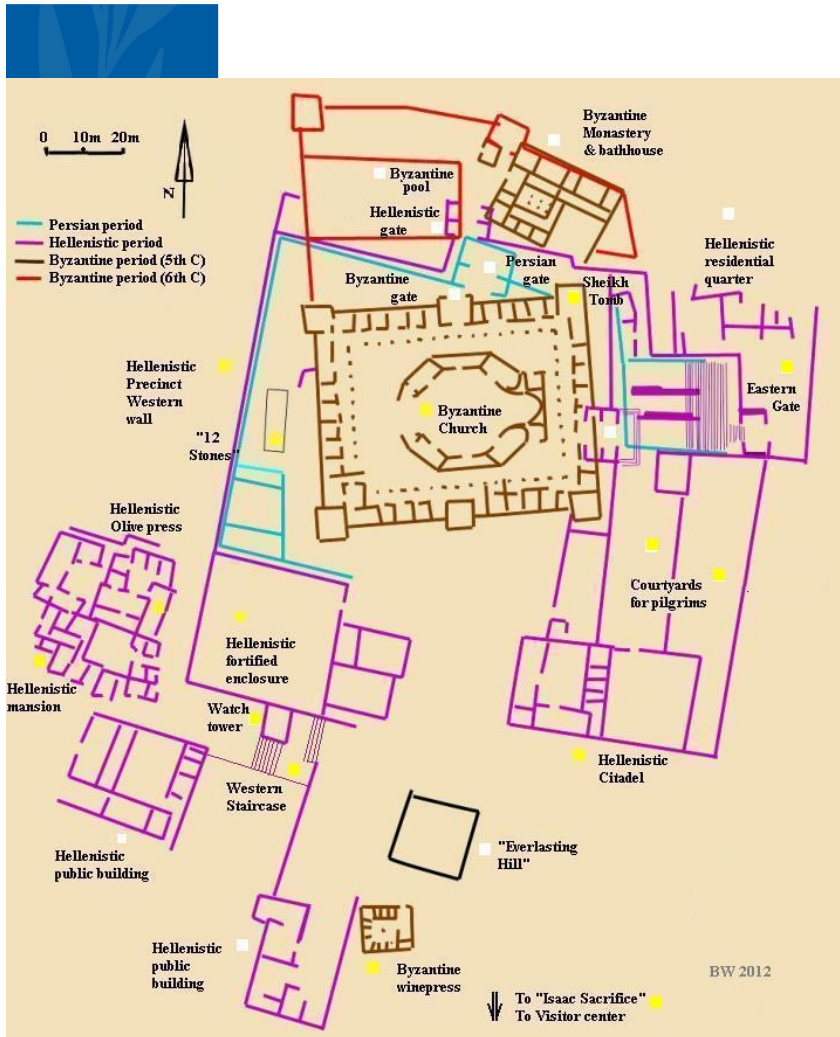 0 10m 20m
N
Persian period
Hellenistic period
Byzantine period (5th C)
Byzantine period (6th C)
Byzantine
Monastery
& bathhouse
Byzantine
pool
Hellenistic
gate
Hellenistic
residential
quarter
Persian
gate
Byzantine
gate
Sheikh
Tomb
Hellenistic
Precinct
Western
wall
Eastern
Gate
Byzantine
Church
"12
Stones"
Hellenistic
Olive press
Courtyards
for pilgrims
Hellenistic
fortified
enclosure
Hellenistic
mansion
Watch
tower
Hellenistic
Citadel
Western
Staircase
Hellenistic
public building
"Everlasting
Hill"
Hellenistic
public
building
Byzantine
winepress
BW 2012
To "Isaac Sacrifice"
To Visitor center